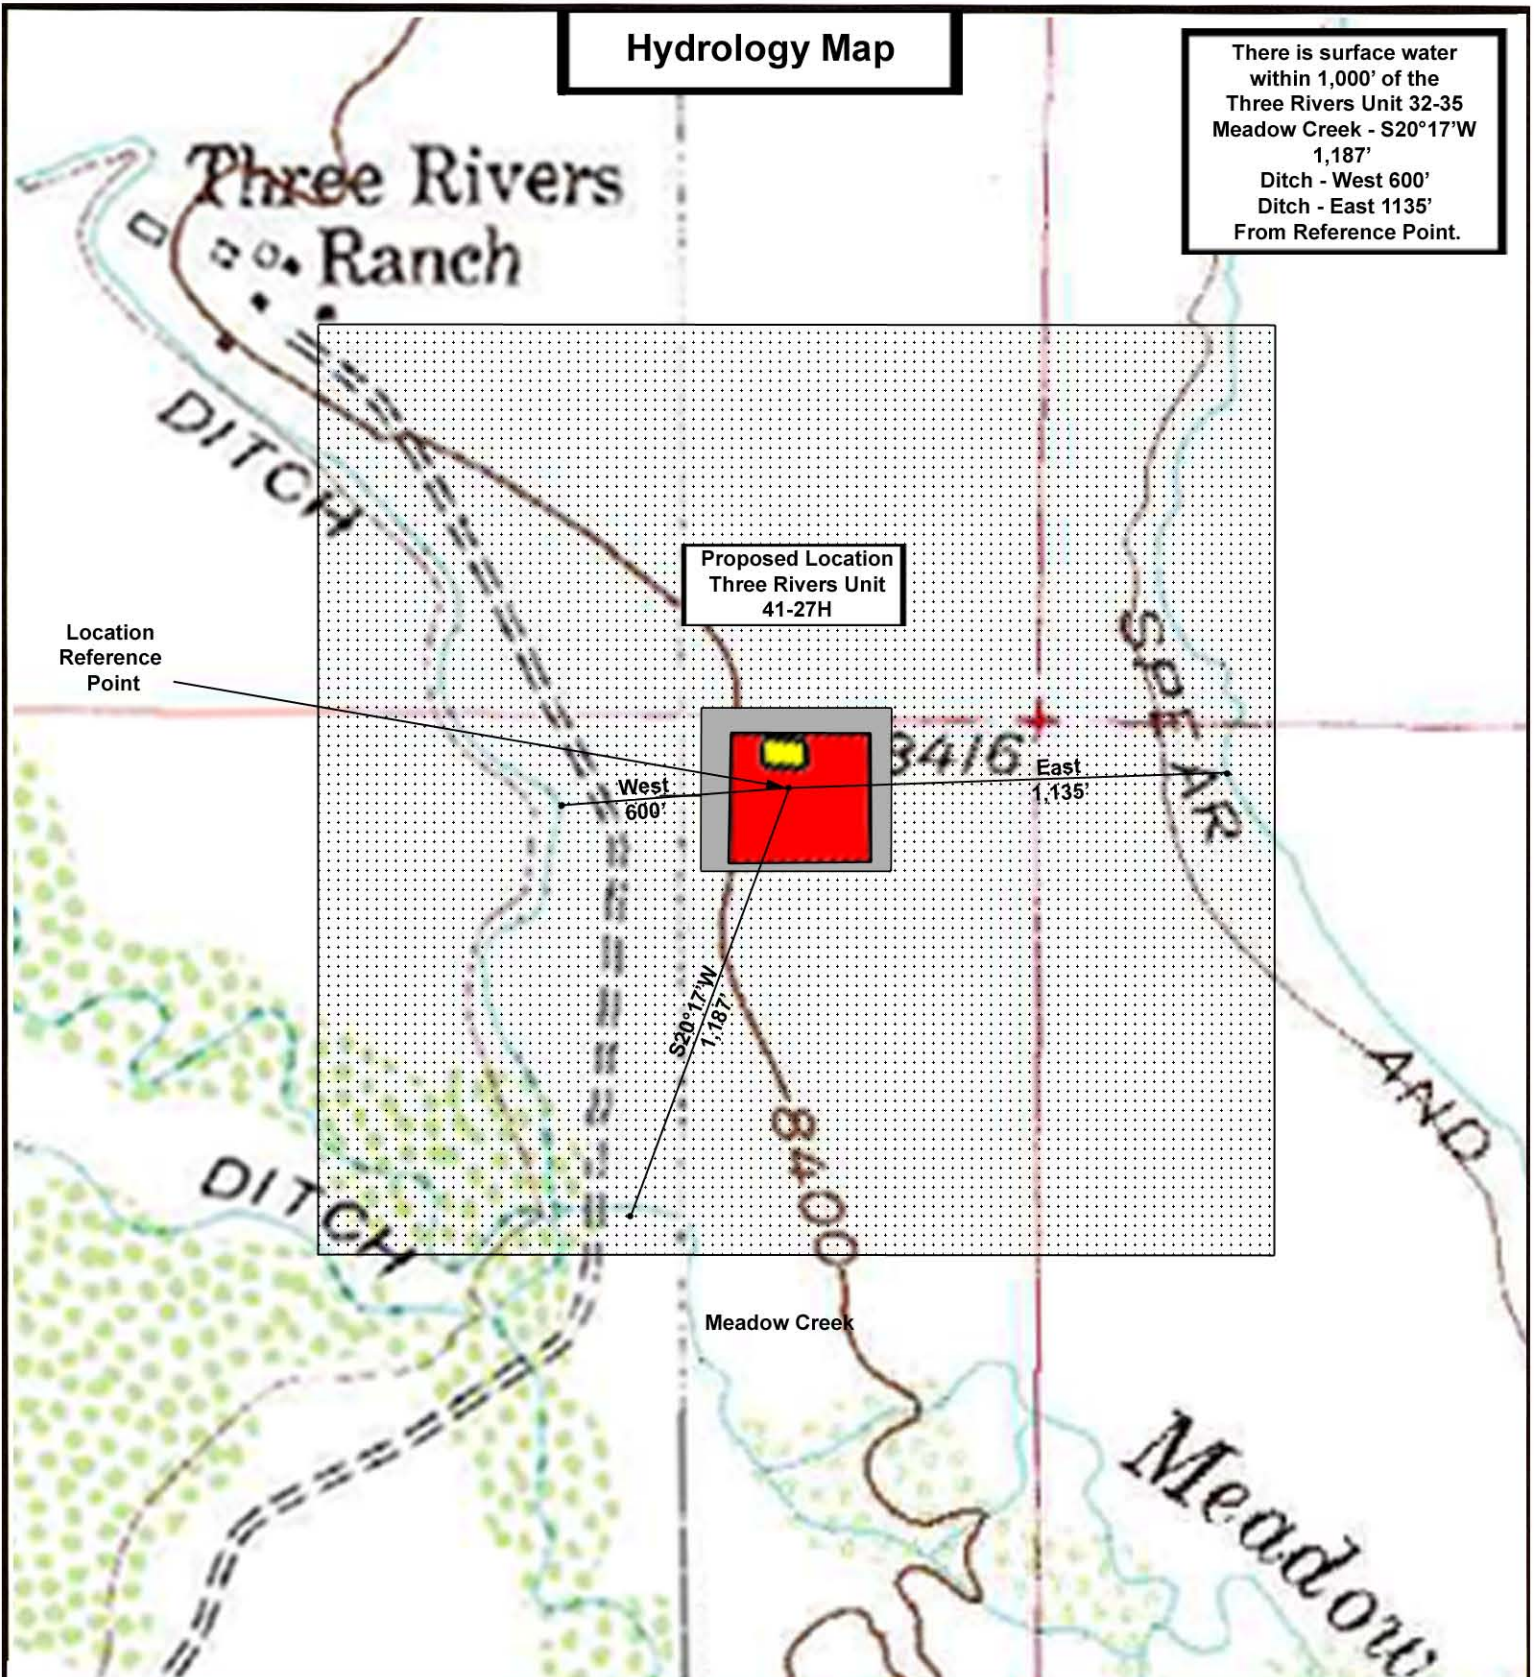 Hydrology Map
There is surface water
within 1,000’ of the
Three Rivers Unit 32-35
Meadow Creek - S20°17’W
1,187’
Ditch - West 600’
Ditch - East 1135’
From Reference Point.
Three Rivers
Ranch
DITCH
Proposed Location
Three Rivers Unit
41-27H
Location
Reference
Point
SPEAR
8416
East
1,135’
West
600’
S20°17’W
1,187’
AND
8400
DITCH
Meadow Creek
Meadow